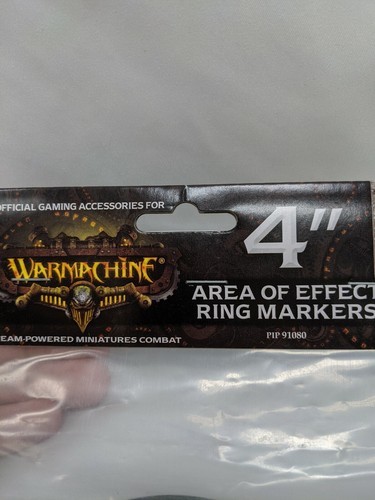 OFFICIAL GAMING ACCESSORIES FOR
WARMACHINE®
EAM-POWERED MINIATURES COMBAT
4"
AREA OF EFFECT
RING MARKERS
PIP 91080